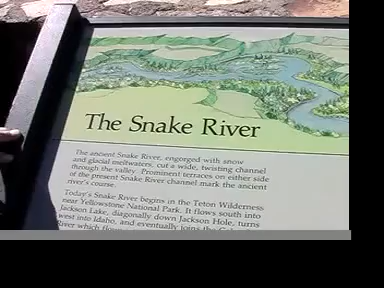 The Snake River
The ancient Snake River, engorged with snow
and glacial meltwaters, cut a wide, twisting channel
through the valley. Prominent terraces on either side
of the present Snake River channel mark the ancient
river's course.
Today's Snake River begins in the Teton Wilderness
near Yellowstone National Park. It flows south into
Jackson Lake, diagonally down Jackson Hole, turns
west into Idaho, and eventually joins the
River which